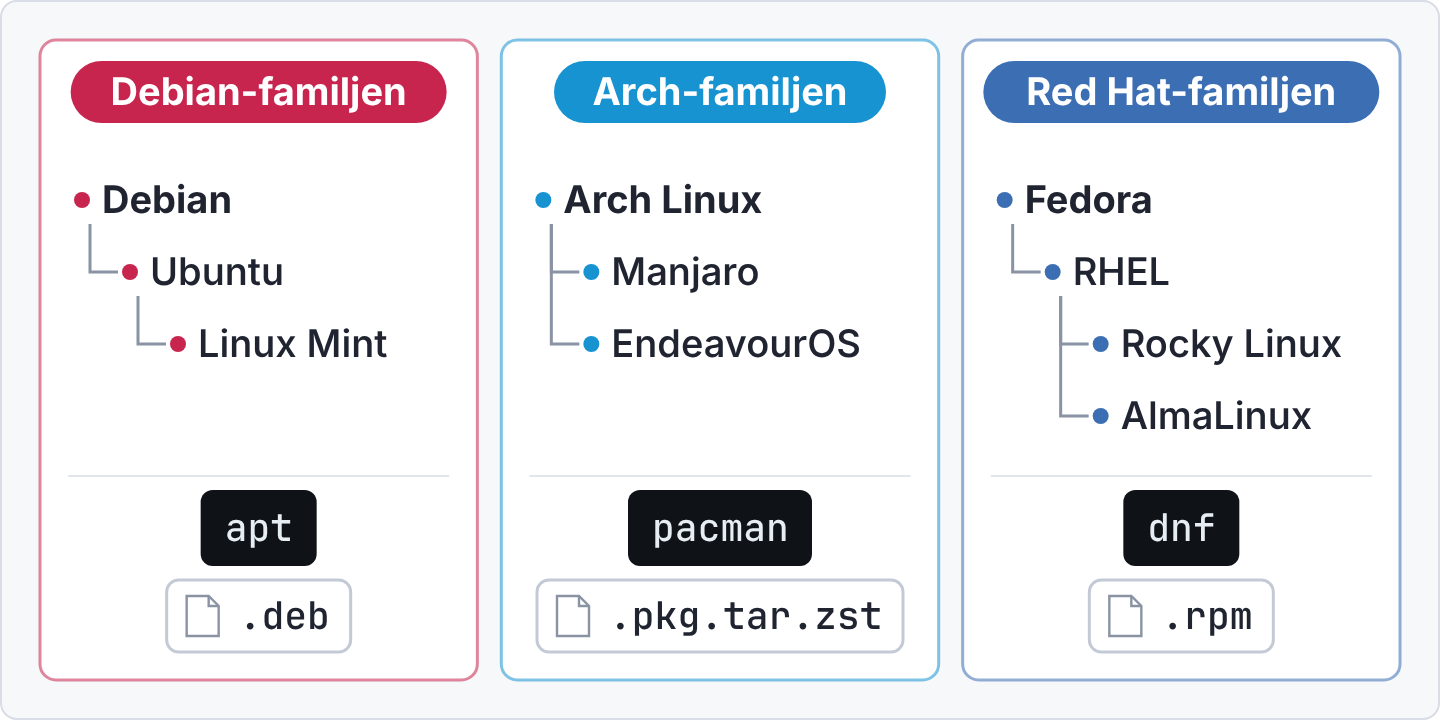 Debian-familjen
Debian
Ubuntu
Linux Mint
apt
.deb
Arch-familjen
Arch Linux
Manjaro
EndeavourOS
pacman
.pkg.tar.zst
Red Hat-familjen
Fedora
RHEL
Rocky Linux
AlmaLinux
dnf
.rpm